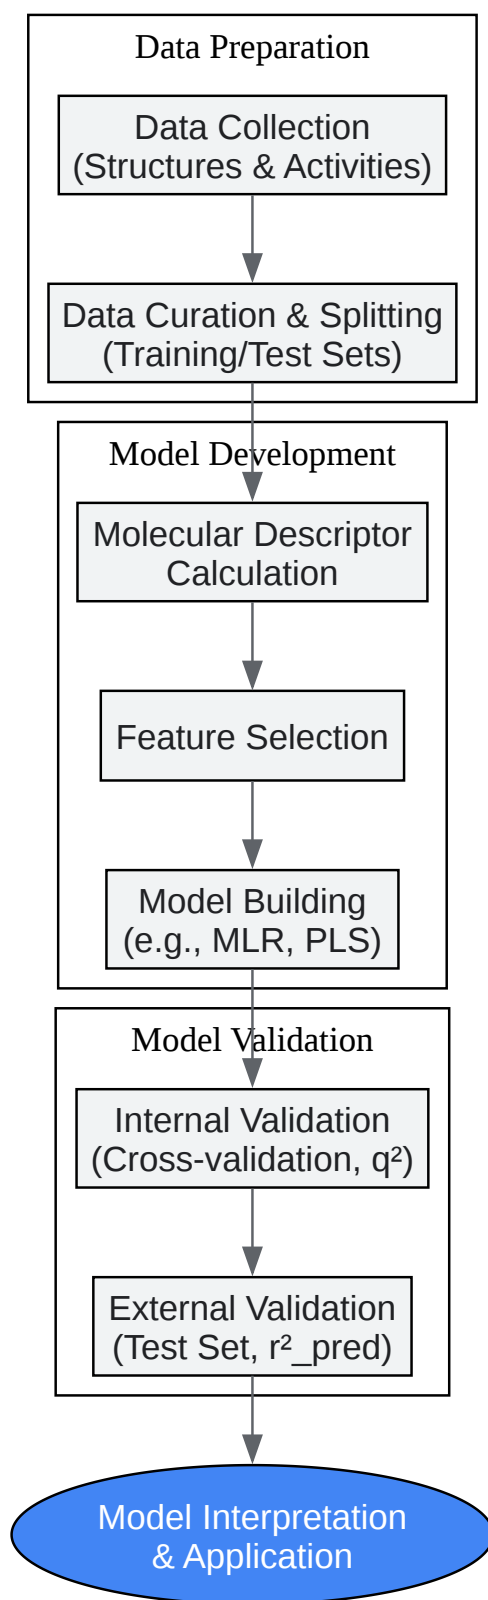 Data Preparation
Data Collection
(Structures & Activities)
Data Curation & Splitting
(Training/Test Sets)
Model Development
Molecular Descriptor
Calculation
Feature Selection
Model Building
(e.g., MLR, PLS)
Model Validation
Internal Validation
(Cross-validation, q²)
External Validation
(Test Set, r²_pred)
Model Interpretation
& Application